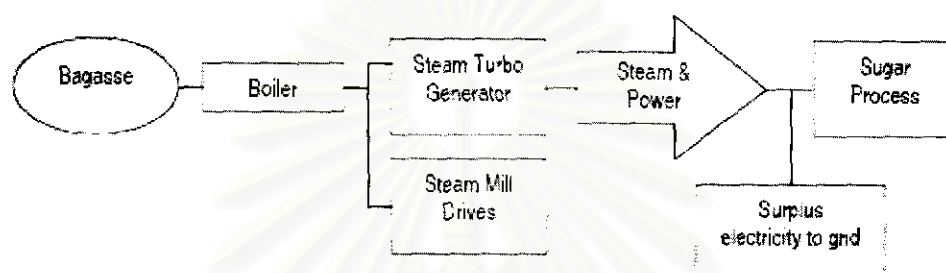 Bagasse
Boiler
Steam Turbo
Generator
Steam Mill
Drives
Steam &
Power
Sugar
Process
Surplus
electricity to grid